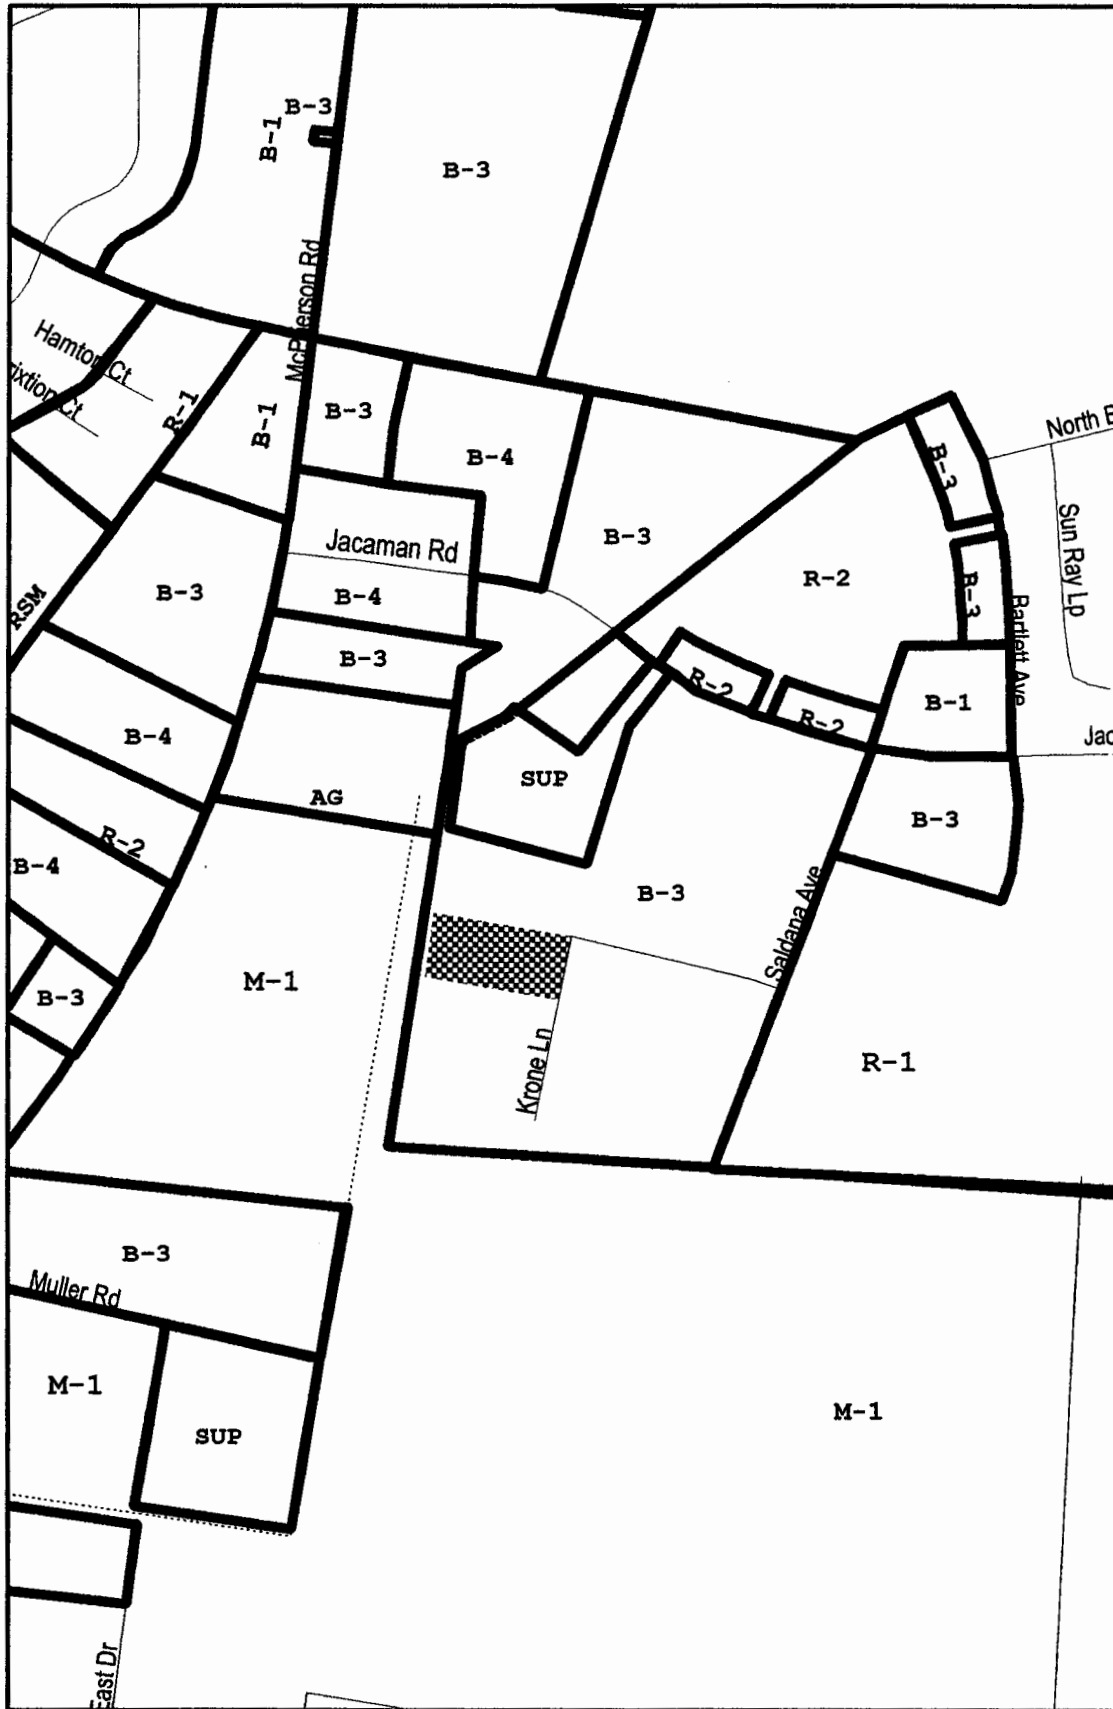 B-3
B-1
B-3
McPherson Rd
Hamton Ct
Ct
R-1
B-1
B-3
B-4
B-3
North B
Sun Ray Lp
Jacaman Rd
B-3
R-2
B-3
Bartlett Ave
RSM
B-3
B-4
B-3
R-2
R-2
B-1
Jac
B-4
SUP
AG
B-3
R-2
B-4
B-3
Saldana Ave
M-1
B-3
Krone Ln
R-1
B-3
Muller Rd
M-1
SUP
M-1
East Dr